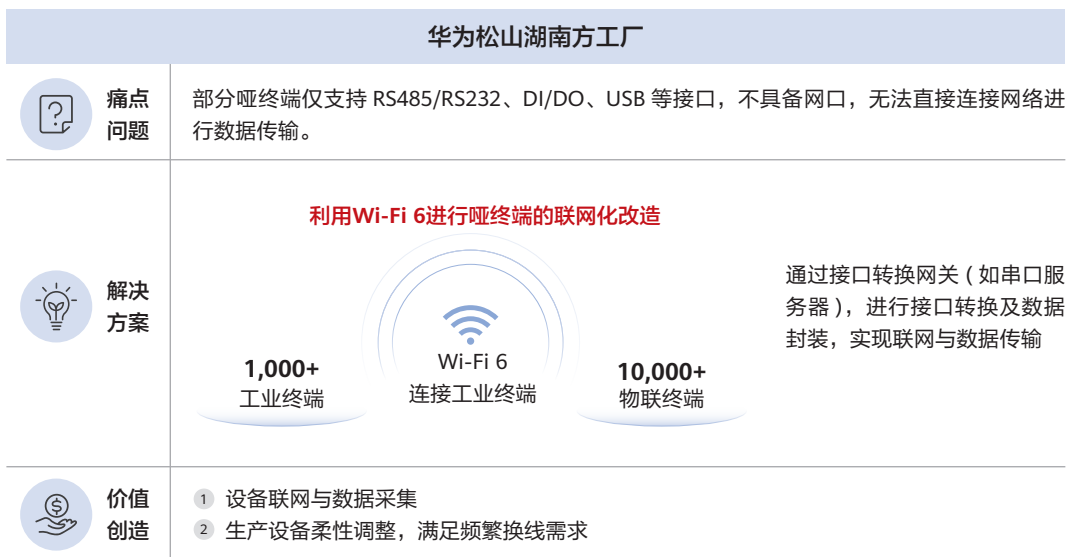 华为松山湖南方工厂
痛点
问题
部分哑终端仅支持 RS485/RS232、DI/DO、USB 等接口，不具备网口，无法直接连接网络进
行数据传输。
解决
方案
利用Wi-Fi 6进行哑终端的联网化改造
1,000+
工业终端
Wi-Fi 6
连接工业终端
10,000+
物联终端
通过接口转换网关 ( 如串口服
务器 )，进行接口转换及数据
封装，实现联网与数据传输
价值
创造
1 设备联网与数据采集
2 生产设备柔性调整，满足频繁换线需求